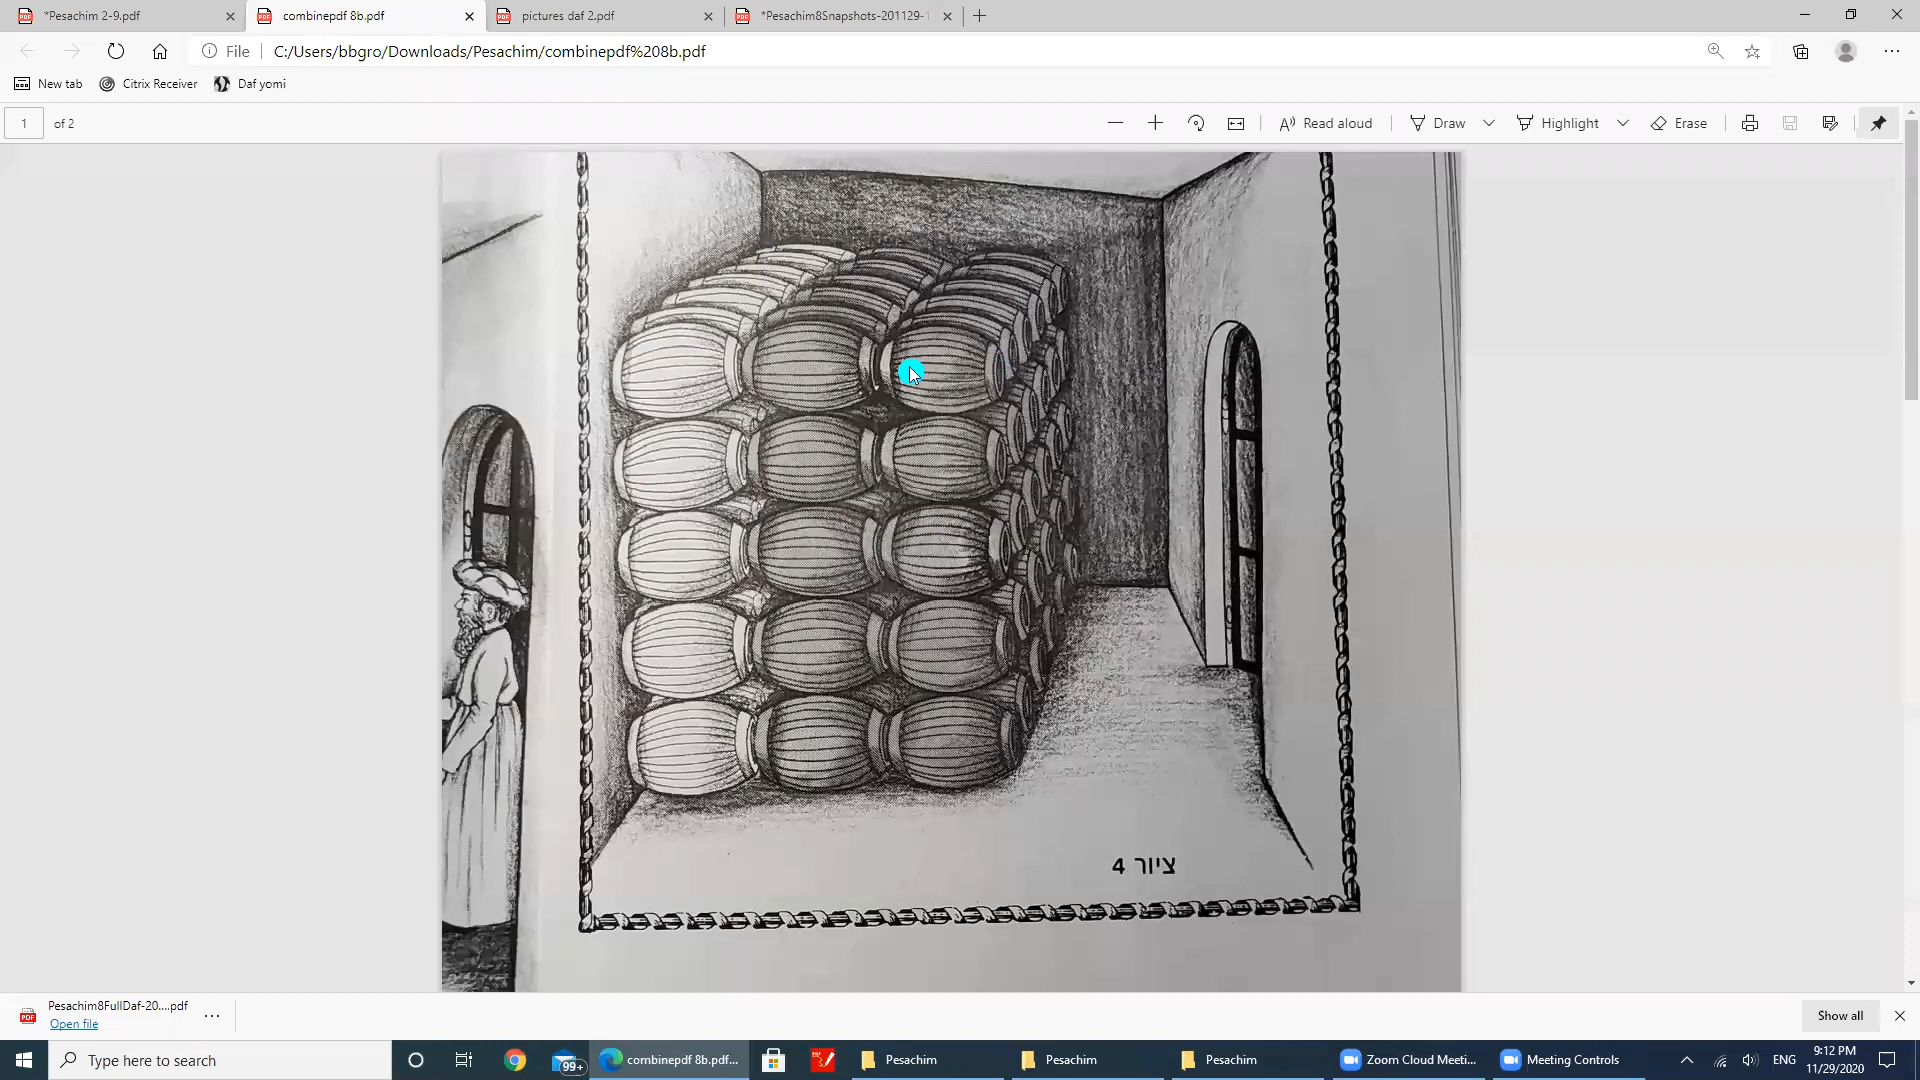 *Pesachim 2-9.pdf
combinepdf 8b.pdf
pictures daf 2.pdf
*Pesachim8Snapshots-201129-1
File
C:/Users/bbgro/Downloads/Pesachim/combinepdf%208b.pdf
New tab
Citrix Receiver
Daf yomi
1 of 2
Read aloud
Draw
Highlight
Erase
ציור 4
Pesachim8FullDaf-20....pdf
Open file
Show all
Type here to search
99+
combinepdf 8b.pdf...
Pesachim
Pesachim
Pesachim
Zoom Cloud Meeti...
Meeting Controls
ENG
9:12 PM
11/29/2020